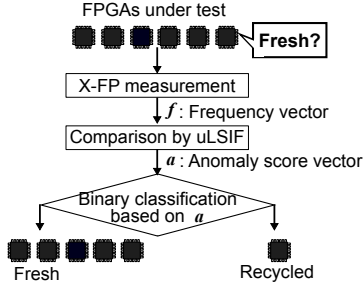 FPGAs under test
Fresh?
X-FP measurement
f : Frequency vector
Comparison by uLSIF
a : Anomaly score vector
Binary classification
based on a
Fresh
Recycled